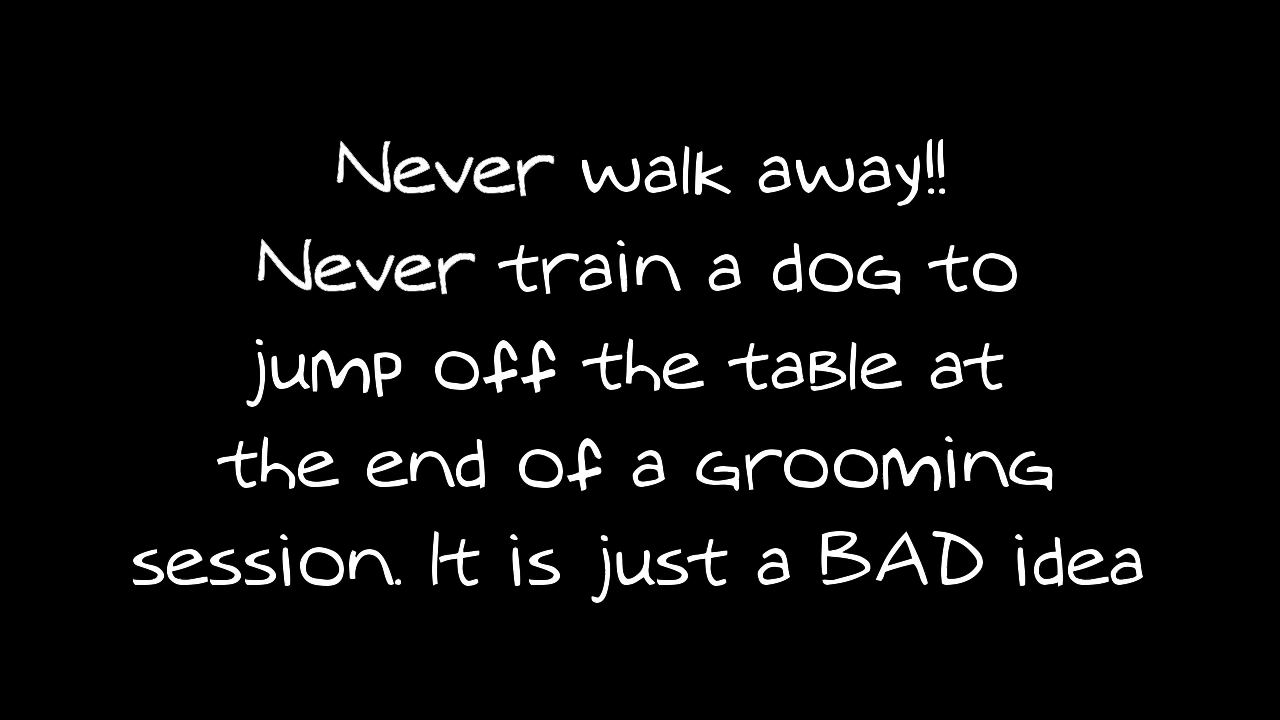 Never walk away!!
Never train a dog to
jump off the table at
the end of a grooming
session. It is just a BAD idea